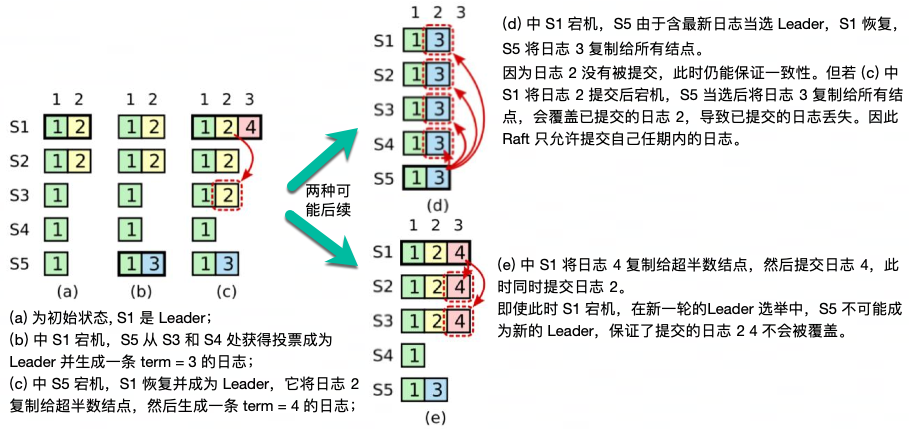 1 2
S1 1 2
S2 1 2
S3 1
S4 1
S5 1
(a)
1 2
1 2
1 2
1
1
1 3
(b)
1 2 3
1 2 4
1 2
1 2
1
1 3
(c)
(a) 为初始状态, S1 是 Leader；
(b) 中 S1 宕机，S5 从 S3 和 S4 处获得投票成为
Leader 并生成一条 term = 3 的日志；
(c) 中 S5 宕机，S1 恢复并成为 Leader，它将日志 2
复制给超半数结点，然后生成一条 term = 4 的日志；
两种可
能后续
1 2 3
S1 1 3
S2 1 3
S3 1 3
S4 1 3
S5 1 3
(d)
(d) 中 S1 宕机，S5 由于含最新日志当选 Leader，S1 恢复，
S5 将日志 3 复制给所有结点。
因为日志 2 没有被提交，此时仍能保证一致性。但若 (c) 中
S1 将日志 2 提交后宕机，S5 当选后将日志 3 复制给所有结
点，会覆盖已提交的日志 2，导致已提交的日志丢失。因此
Raft 只允许提交自己任期内的日志。
1 2 3
S1 1 2 4
S2 1 2 4
S3 1 2 4
S4 1
S5 1 3
(e)
(e) 中 S1 将日志 4 复制给超半数结点，然后提交日志 4，此
时同时提交日志 2。
即使此时 S1 宕机，在新一轮的Leader 选举中，S5 不可能成
为新的 Leader，保证了提交的日志 2 4 不会被覆盖。